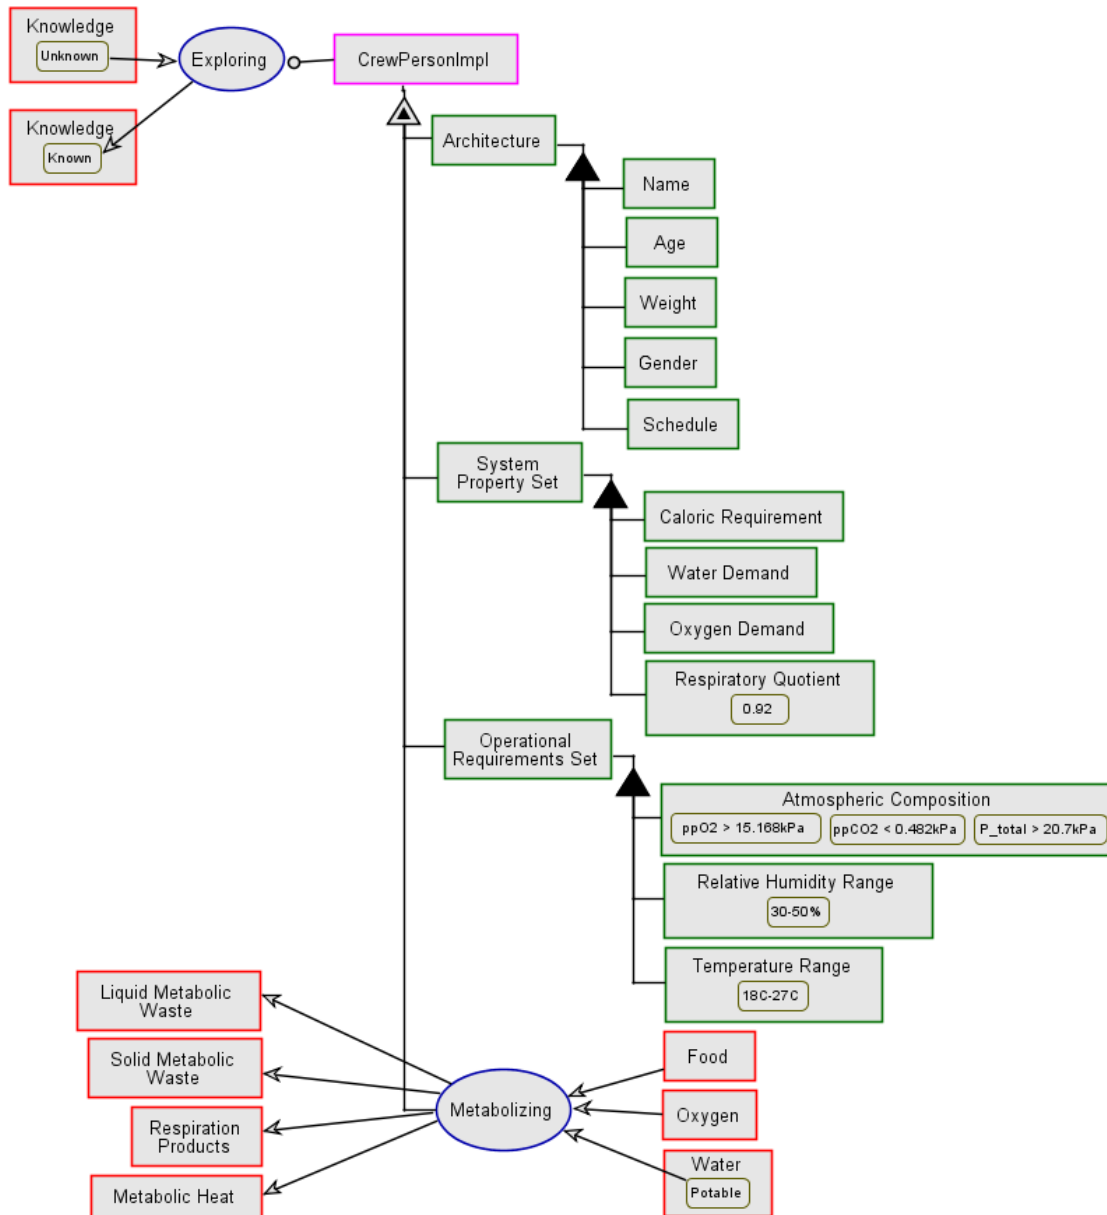 Knowledge
Unknown
Exploring
CrewPersonImpl
Knowledge
Known
Architecture
Name
Age
Weight
Gender
Schedule
System
Property Set
Caloric Requirement
Water Demand
Oxygen Demand
Respiratory Quotient
0.92
Operational
Requirements Set
Atmospheric Composition
ppO2 > 15.168kPa
ppCO2 < 0.482kPa
P_total > 20.7kPa
Relative Humidity Range
30-50%
Temperature Range
18C-27C
Liquid Metabolic
Waste
Solid Metabolic
Waste
Respiration
Products
Metabolic Heat
Metabolizing
Food
Oxygen
Water
Potable